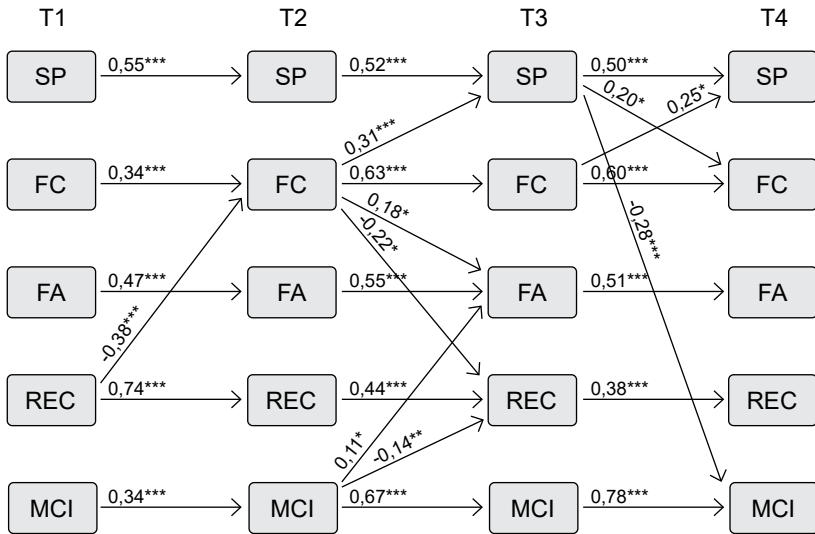 T1 T2 T3 T4
SP 0,55*** SP 0,52*** SP 0,50*** SP
0,31*** 0,20* 0,25*
FC 0,34*** FC 0,63*** FC 0,60*** FC
0,18*
-0,22* -0,28***
FA 0,47*** FA 0,55*** FA 0,51*** FA
-0,38***
REC 0,74*** REC 0,44*** REC 0,38*** REC
0,11* -0,14**
MCI 0,34*** MCI 0,67*** MCI 0,78*** MCI